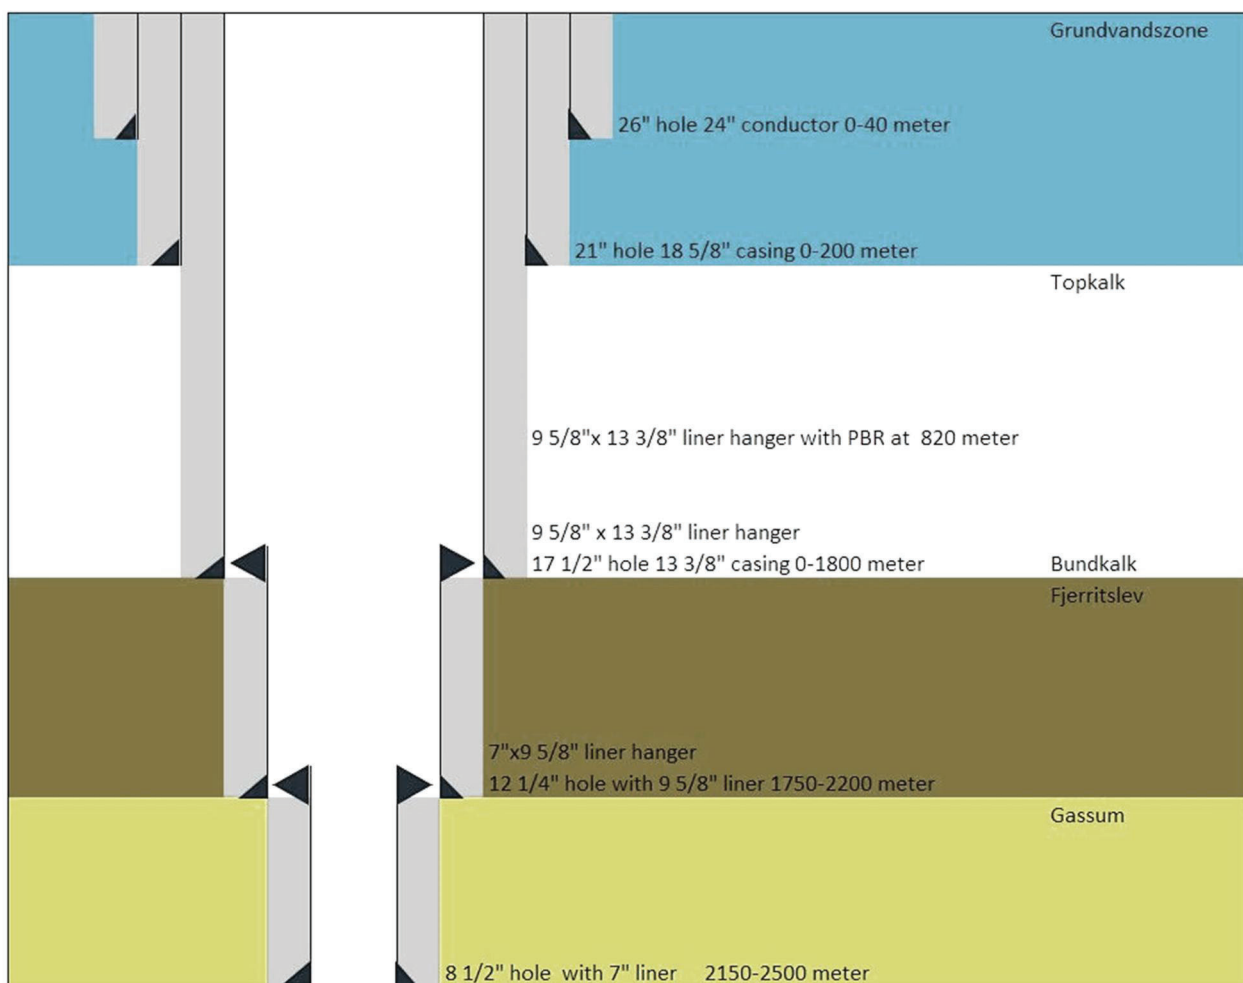 Grundvandszone
26" hole 24" conductor 0-40 meter
21" hole 18 5/8" casing 0-200 meter
Topkalk
9 5/8"x 13 3/8" liner hanger with PBR at 820 meter
9 5/8" x 13 3/8" liner hanger
17 1/2" hole 13 3/8" casing 0-1800 meter
Bundkalk
Fjerritslev
7"x9 5/8" liner hanger
12 1/4" hole with 9 5/8" liner 1750-2200 meter
Gassum
8 1/2" hole with 7" liner 2150-2500 meter